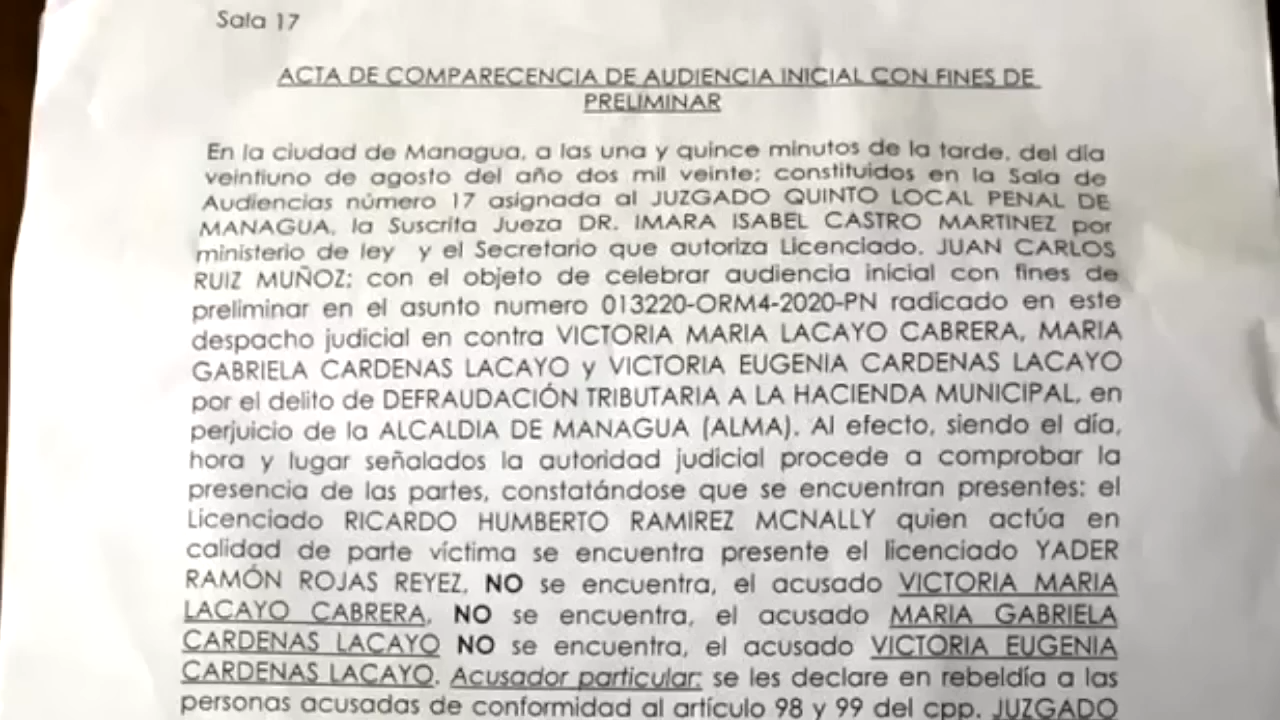 Sala 17
ACTA DE COMPARECENCIA DE AUDIENCIA INICIAL CON FINES DE
PRELIMINAR
En la ciudad de Managua, a las una y quince minutos de la tarde, del día
veintiuno de agosto del año dos mil veinte; constituidos en la Sala de
Audiencias número 17 asignada al JUZGADO QUINTO LOCAL PENAL DE
MANAGUA, la Suscrita Jueza DR. IMARA ISABEL CASTRO MARTINEZ por
ministerio de ley y el Secretario que autoriza Licenciado. JUAN CARLOS
RUIZ MUÑOZ; con el objeto de celebrar audiencia inicial con fines de
preliminar en el asunto numero 013220-ORM4-2020-PN radicado en este
despacho judicial en contra VICTORIA MARIA LACAYO CABRERA, MARIA
GABRIELA CARDENAS LACAYO y VICTORIA EUGENIA CARDENAS LACAYO
por el delito de DEFRAUDACIÓN TRIBUTARIA A LA HACIENDA MUNICIPAL, en
perjuicio de la ALCALDIA DE MANAGUA (ALMA). Al efecto, siendo el día,
hora y lugar señalados la autoridad judicial procede a comprobar la
presencia de las partes, constatándose que se encuentran presentes: el
Licenciado RICARDO HUMBERTO RAMIREZ MCNALLY quien actúa en
calidad de parte víctima se encuentra presente el licenciado YADER
RAMÓN ROJAS REYEZ, NO se encuentra, el acusado VICTORIA MARIA
LACAYO CABRERA, NO se encuentra, el acusado MARIA GABRIELA
CARDENAS LACAYO NO se encuentra, el acusado VICTORIA EUGENIA
CARDENAS LACAYO. Acusador particular: se les declare en rebeldía a las
personas acusadas de conformidad al artículo 98 y 99 del cpp. JUZGADO